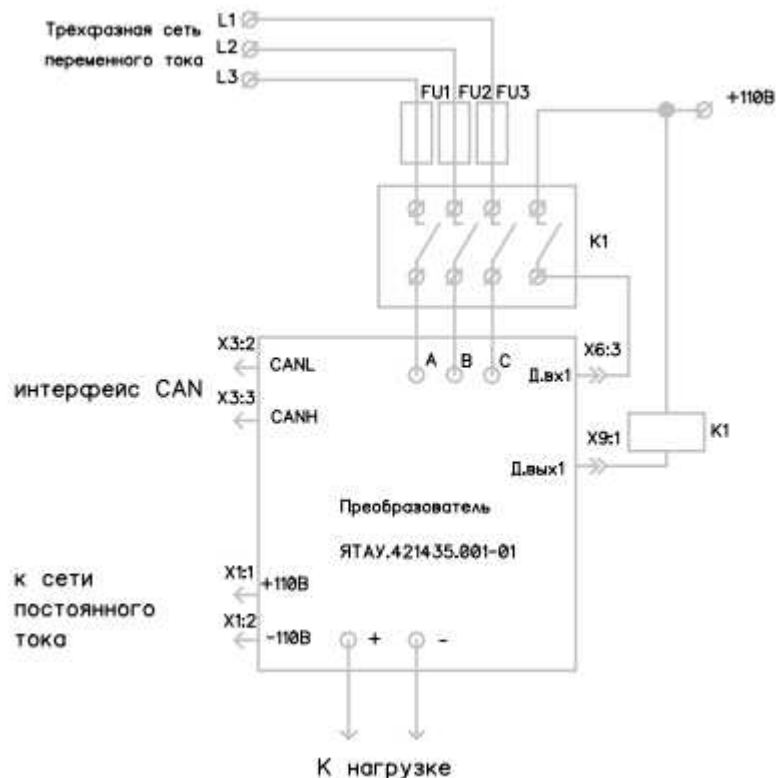 Трёхфазная сеть
переменного тока
L1
L2
L3
FU1 FU2 FU3
+110В
K1
X3:2
CANL
A B C
X6:3
Д.вх1
интерфейс CAN
X3:3
CANH
X9:1
K1
Д.вых1
Преобразователь
ЯТАУ.421435.001-01
к сети
постоянного
тока
X1:1
+110В
X1:2
-110В
+ -
К нагрузке